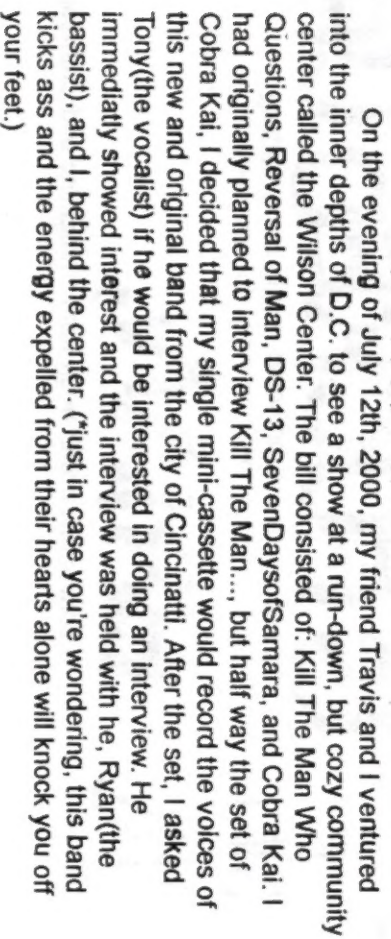 On the evening of July 12th, 2000, my friend Travis and I ventured
into the inner depths of D.C. to see a show at a run-down, but cozy community
center called the Wilson Center. The bill consisted of: Kill The Man Who
Questions, Reversal of Man, DS-13, SevenDaysofSamara, and Cobra Kai. I
had originally planned to interview Kill The Man..., but half way the set of
Cobra Kai, I decided that my single mini-cassette would record the voices of
this new and original band from the city of Cincinatti. After the set, I asked
Tony(the vocalist) if he would be interested in doing an interview. He
immediatly showed interest and the interview was held with he, Ryan(the
bassist), and I, behind the center. (*just in case you're wondering, this band
kicks ass and the energy expelled from their hearts alone will knock you off
your feet.)